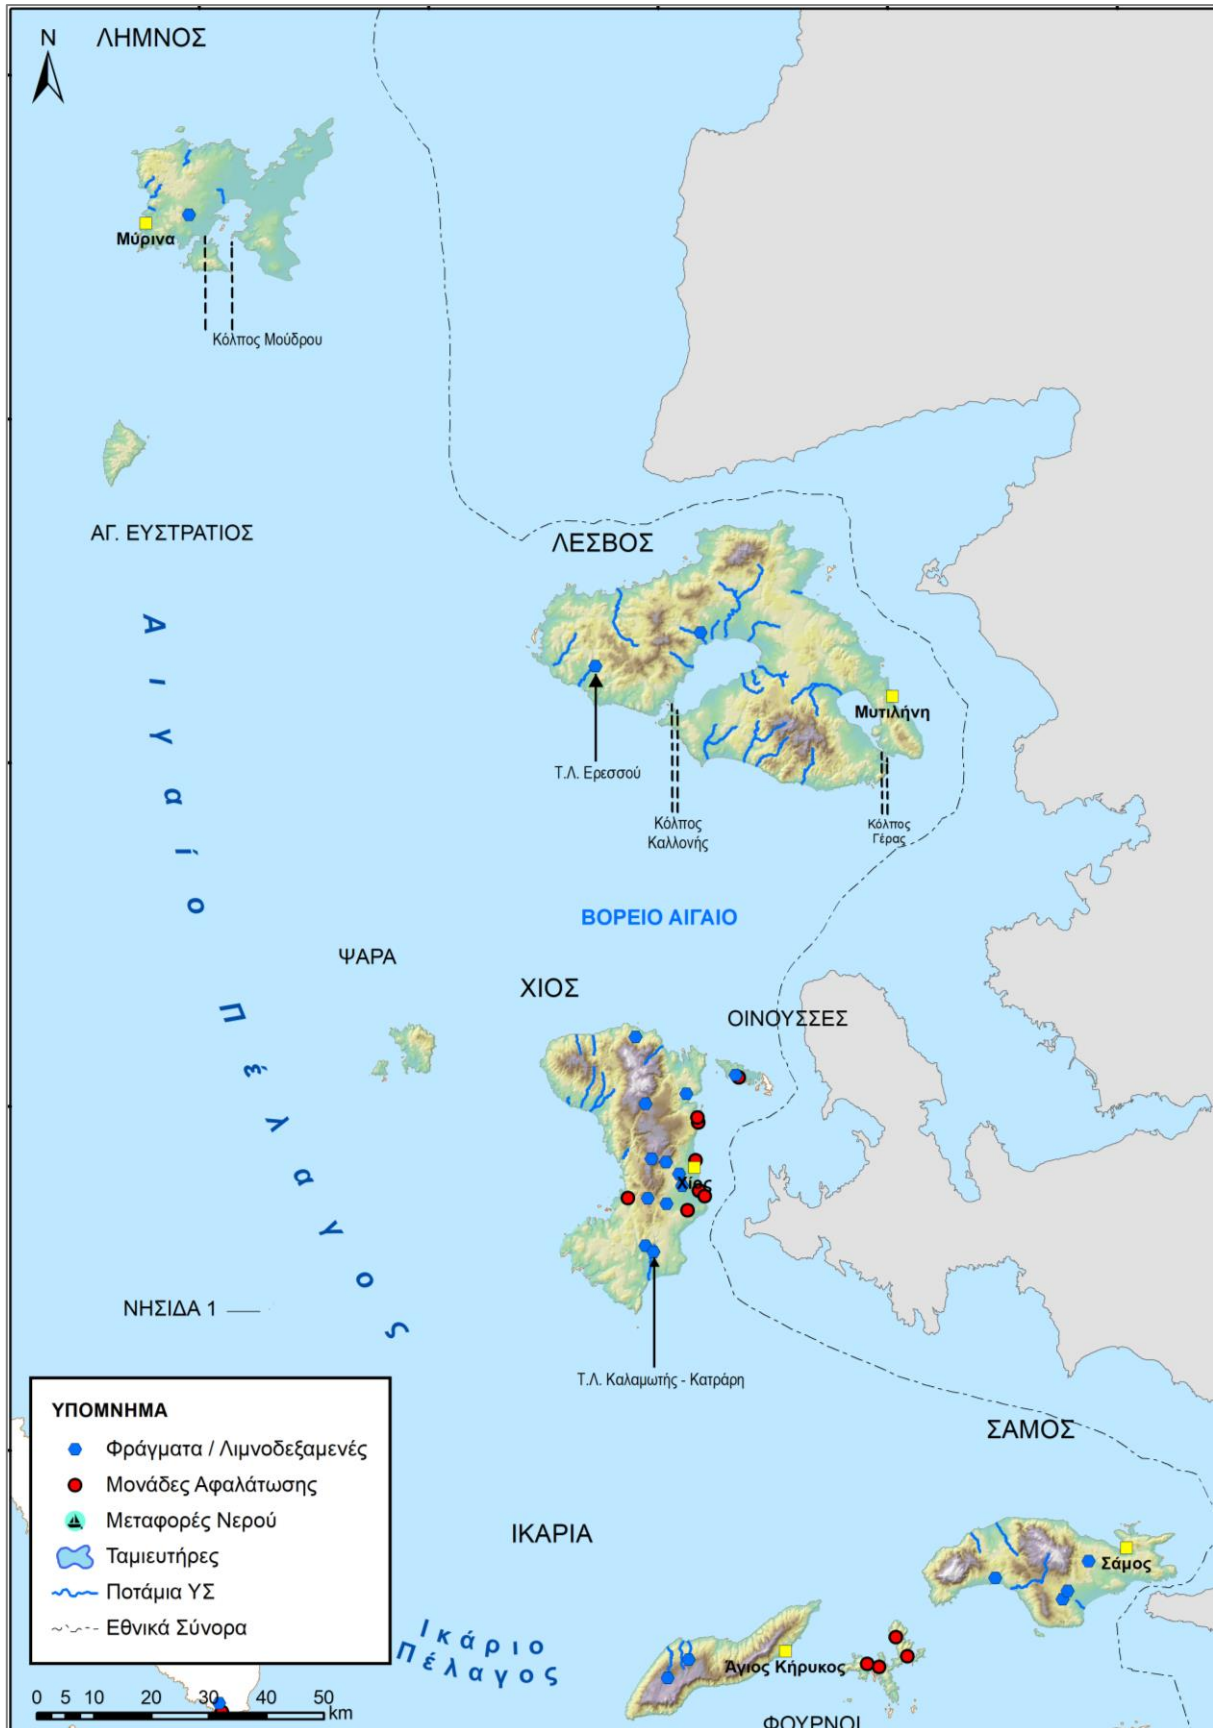 N
ΛΗΜΝΟΣ
Μύρινα
Κόλπος Μούδρου
ΑΓ. ΕΥΣΤΡΑΤΙΟΣ
ΛΕΣΒΟΣ
Μυτιλήνη
Τ.Λ. Ερεσσού
Κόλπος
Καλλονής
Κόλπος
Γέρας
Αιγαίο Πέλαγος
ΒΟΡΕΙΟ ΑΙΓΑΙΟ
ΨΑΡΑ
ΧΙΟΣ
ΟΙΝΟΥΣΣΕΣ
Χίος
ΝΗΣΙΔΑ 1
Τ.Λ. Καλαμωτής - Κατράρη
ΣΑΜΟΣ
Σάμος
ΙΚΑΡΙΑ
Ικάριο
Πέλαγος
Άγιος Κήρυκος
ΦΟΥΡΝΟΙ
ΥΠΟΜΝΗΜΑ
Φράγματα / Λιμνοδεξαμενές
Μονάδες Αφαλάτωσης
Μεταφορές Νερού
Ταμιευτήρες
Ποτάμια ΥΣ
Εθνικά Σύνορα
0 5 10 20 30 40 50
km